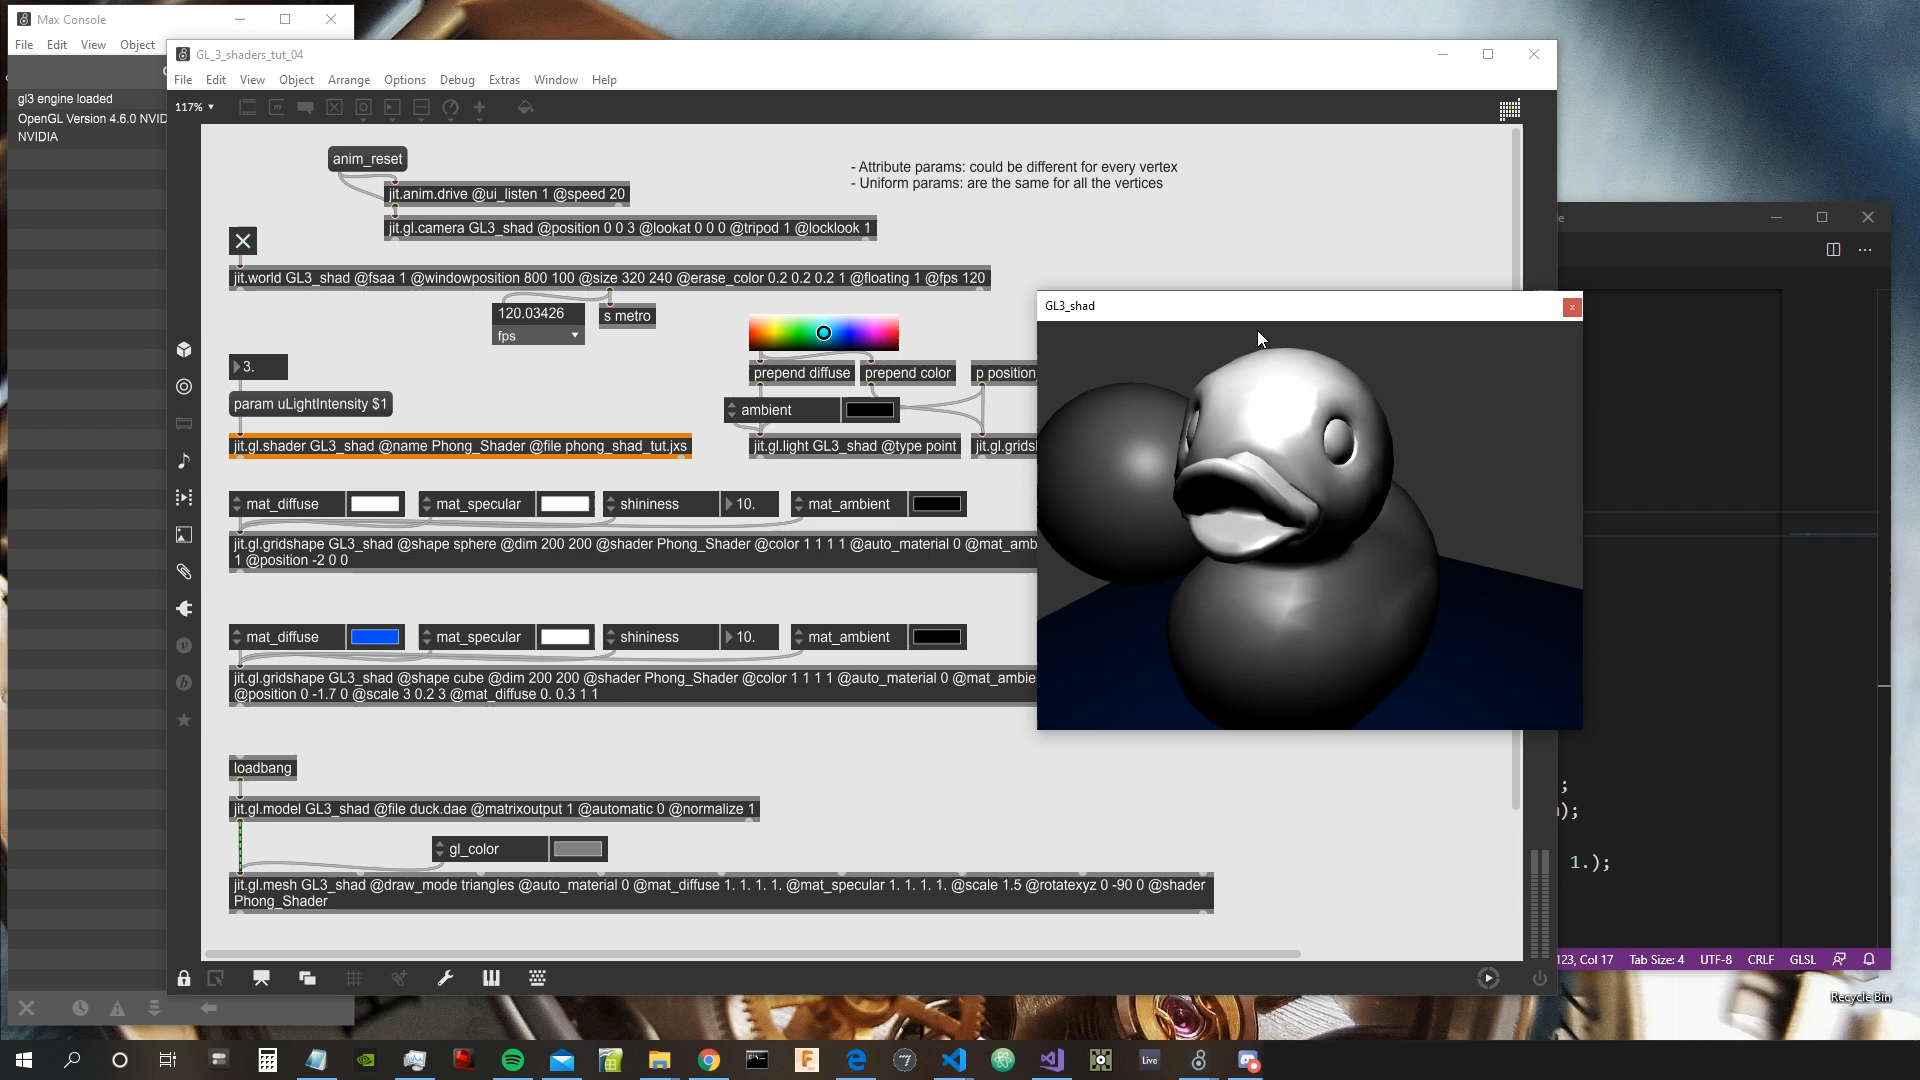 Max Console
File Edit View Object
gl3 engine loaded
OpenGL Version 4.6.0 NVID
NVIDIA
GL_3_shaders_tut_04
File Edit View Object Arrange Options Debug Extras Window Help
117%
anim_reset
- Attribute params: could be different for every vertex
- Uniform params: are the same for all the vertices
jit.anim.drive @ui_listen 1 @speed 20
jit.gl.camera GL3_shad @position 0 0 3 @lookat 0 0 0 @tripod 1 @locklook 1
jit.world GL3_shad @fsaa 1 @windowposition 800 100 @size 320 240 @erase_color 0.2 0.2 0.2 1 @floating 1 @fps 120
120.03426
fps
s metro
GL3_shad
3.
prepend diffuse
prepend color
p position
param uLightIntensity $1
ambient
jit.gl.shader GL3_shad @name Phong_Shader @file phong_shad_tut.jxs
jit.gl.light GL3_shad @type point
jit.gl.grids
mat_diffuse mat_specular shininess 10. mat_ambient
jit.gl.gridshape GL3_shad @shape sphere @dim 200 200 @shader Phong_Shader @color 1 1 1 1 @auto_material 0 @mat_amb
1 @position -2 0 0
mat_diffuse mat_specular shininess 10. mat_ambient
jit.gl.gridshape GL3_shad @shape cube @dim 200 200 @shader Phong_Shader @color 1 1 1 1 @auto_material 0 @mat_ambie
@position 0 -1.7 0 @scale 3 0.2 3 @mat_diffuse 0. 0.3 1 1
loadbang
jit.gl.model GL3_shad @file duck.dae @matrixoutput 1 @automatic 0 @normalize 1
gl_color
jit.gl.mesh GL3_shad @draw_mode triangles @auto_material 0 @mat_diffuse 1. 1. 1. 1. @mat_specular 1. 1. 1. 1. @scale 1.5 @rotatexyz 0 -90 0 @shader
Phong_Shader
;
);
1.);
123, Col 17 Tab Size: 4 UTF-8 CRLF GLSL
Recycle Bin
Live